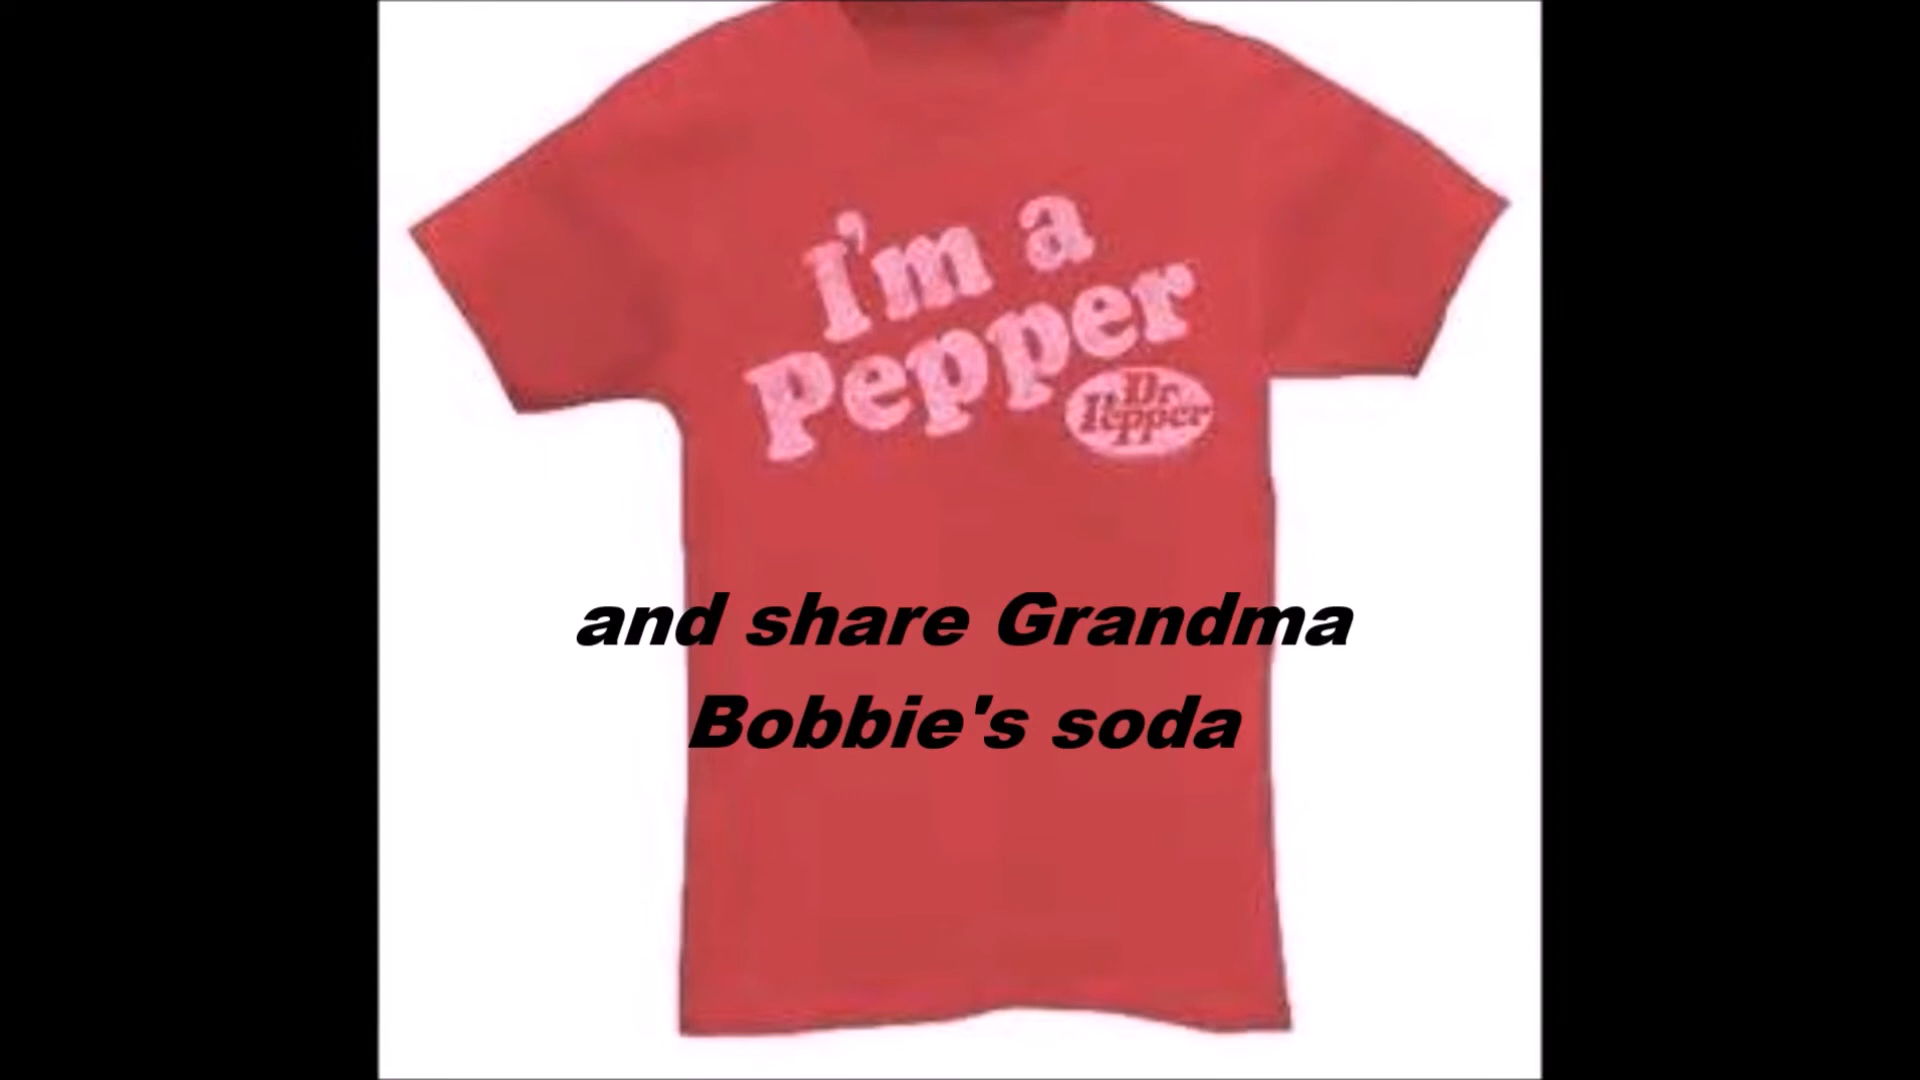 I'm a
Pepper
Dr
Pepper
and share Grandma
Bobbie's soda